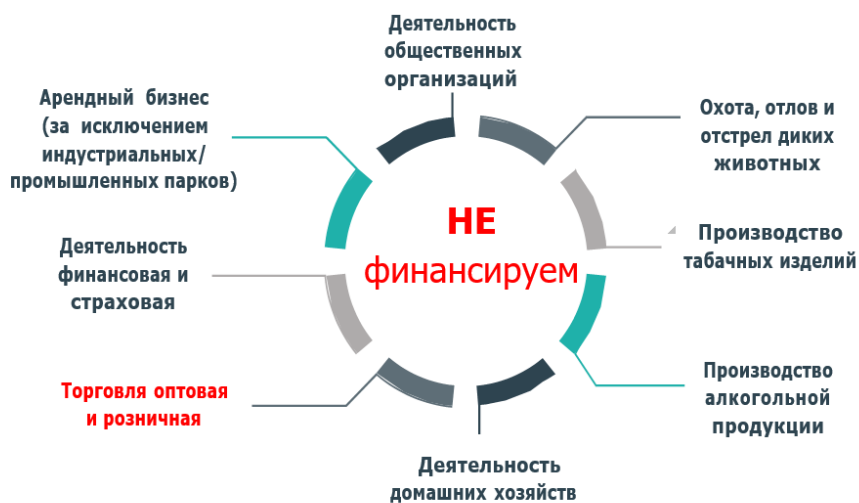 Деятельность
общественных
организаций
Арендный бизнес
(за исключением
индустриальных/
промышленных парков)
Охота, отлов и
отстрел диких
животных
НЕ
финансируем
Деятельность
финансовая и
страховая
Производство
табачных изделий
Торговля оптовая
и розничная
Производство
алкогольной
продукции
Деятельность
домашних хозяйств